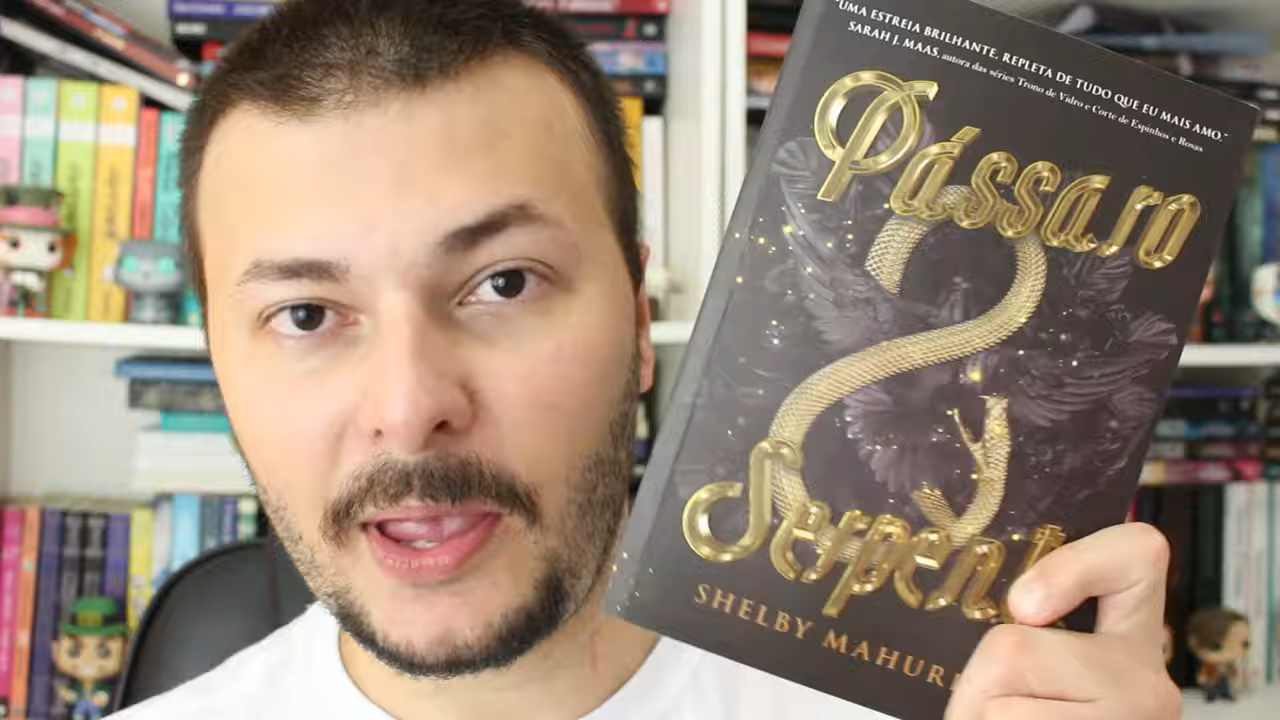 "UMA ESTREIA BRILHANTE, REPLETA DE TUDO QUE EU MAIS AMO."
SARAH J. MAAS, autora das séries Trono de Vidro e Corte de Espinhos e Rosas
Pássaro
Serpent
SHELBY MAHUR